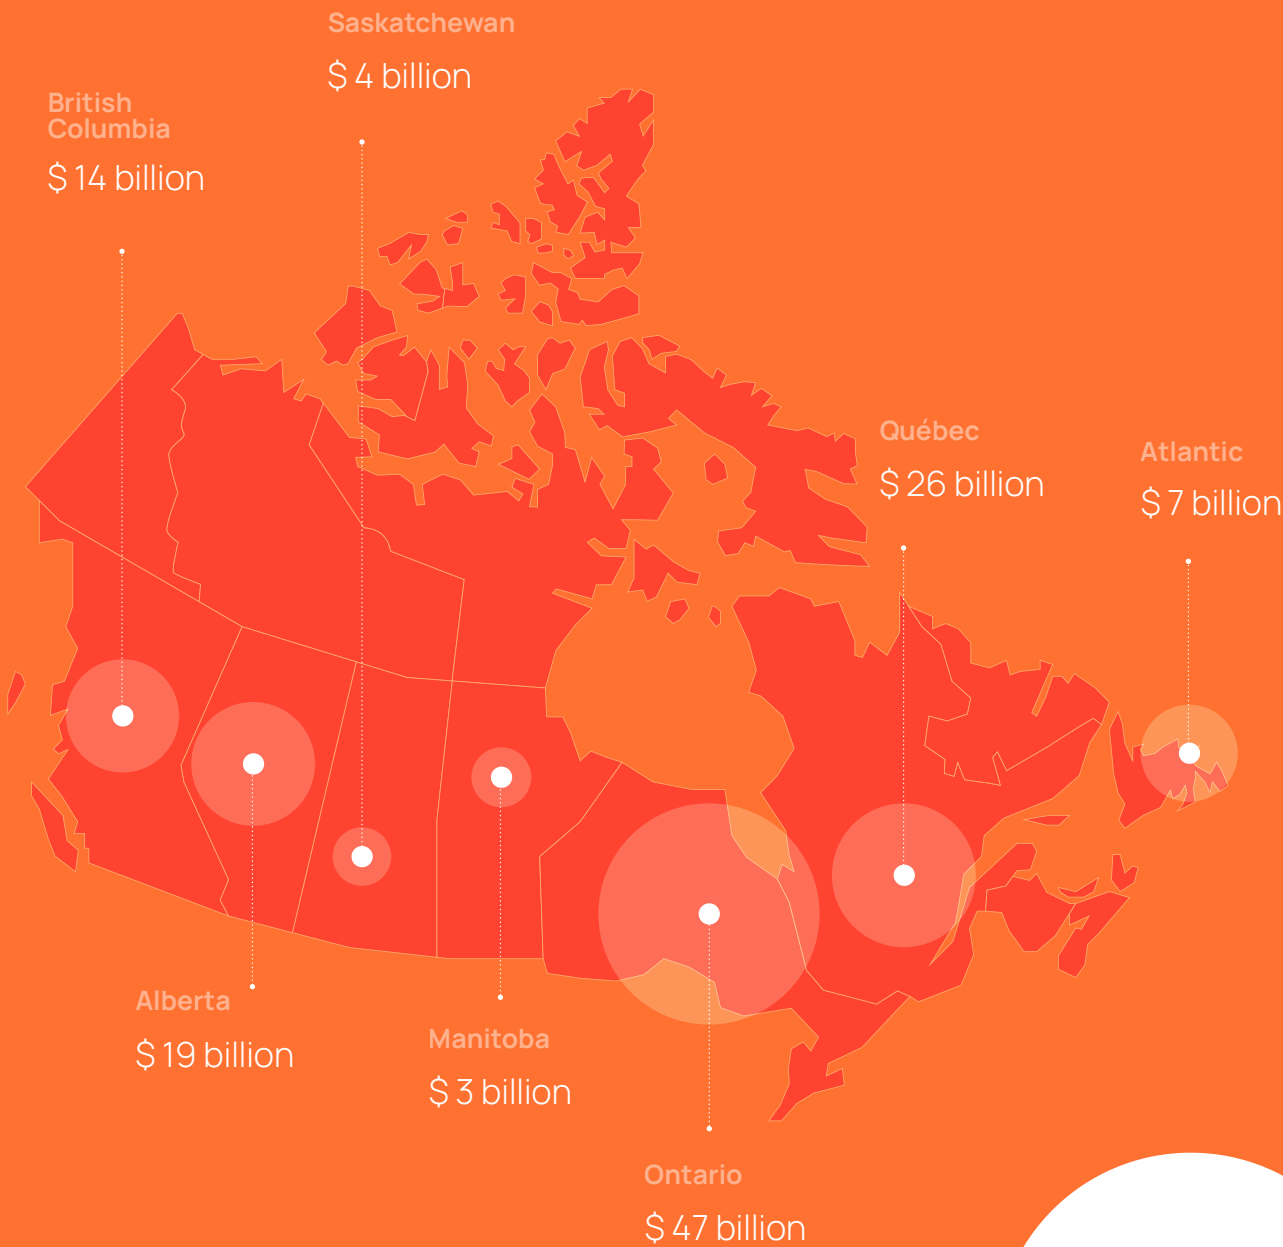 Saskatchewan
$ 4 billion
British
Columbia
$ 14 billion
Québec
$ 26 billion
Atlantic
$ 7 billion
Alberta
$ 19 billion
Manitoba
$ 3 billion
Ontario
$ 47 billion